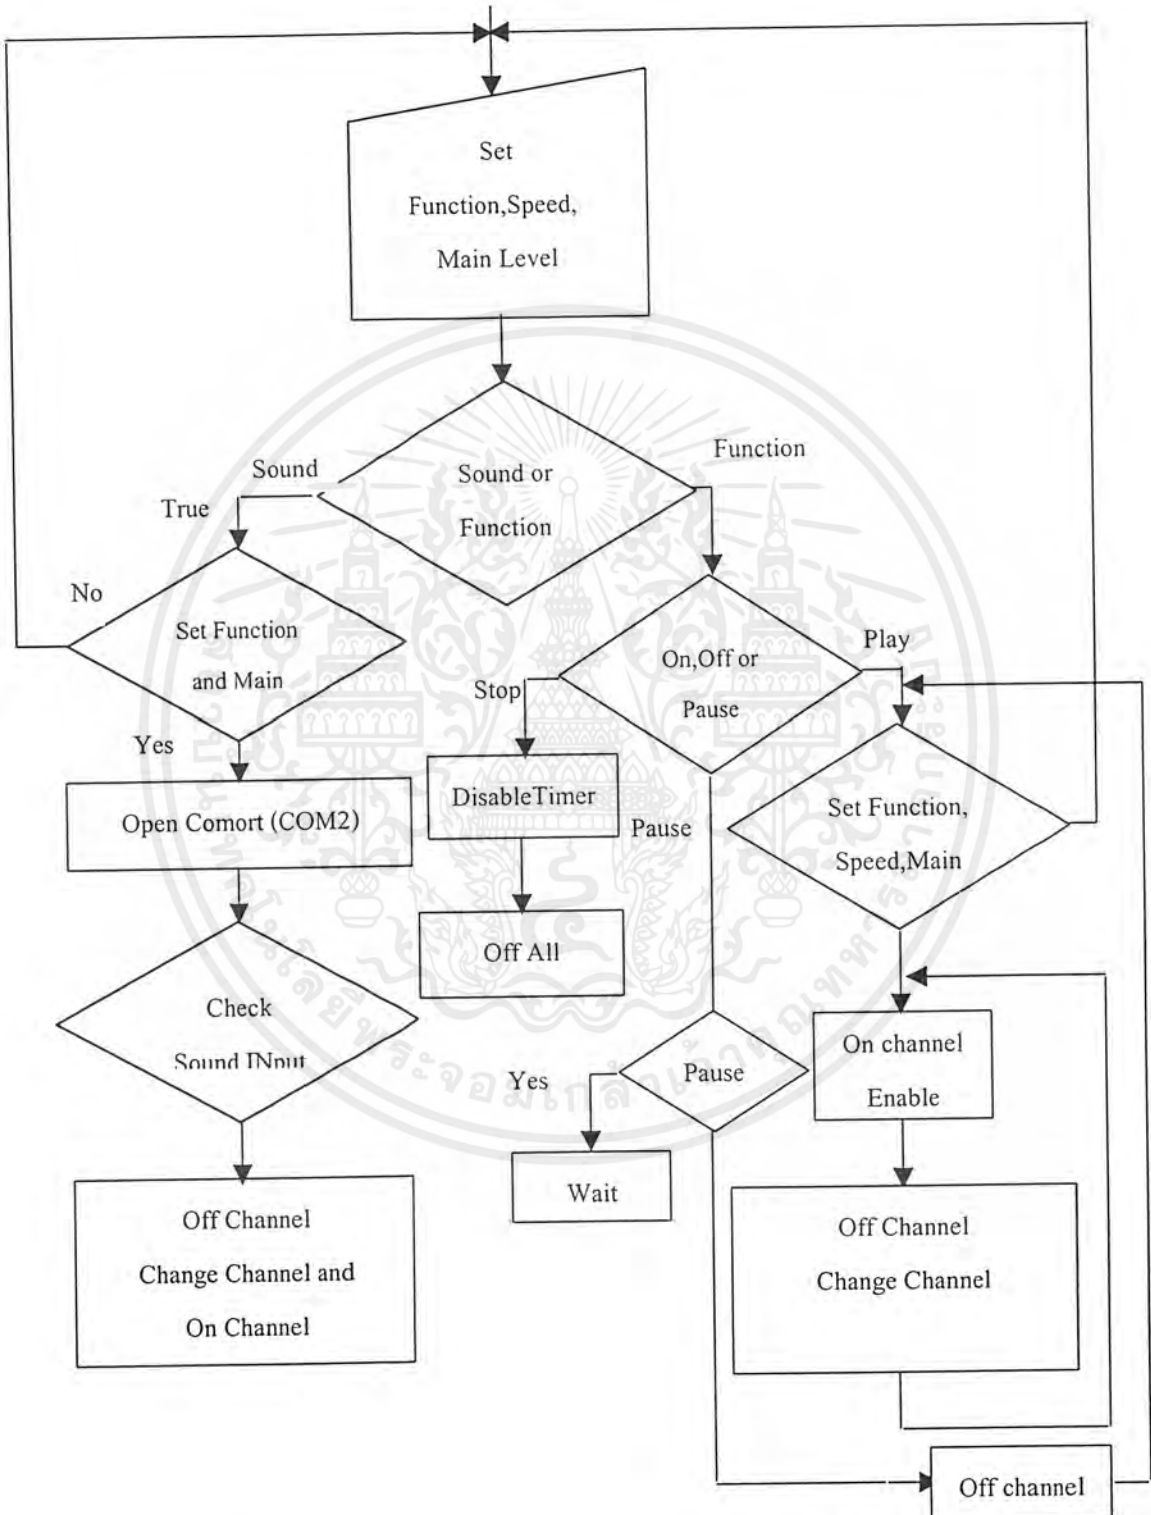 Set
Function,Speed,
Main Level
Sound or
Function
Sound
Function
True
No
Set Function
and Main
Yes
Open Comort (COM2)
Check
Sound INput
Off Channel
Change Channel and
On Channel
On,Off or
Pause
Stop
Play
DisableTimer
Off All
Pause
Set Function,
Speed,Main
Pause
Yes
Wait
On channel
Enable
Off Channel
Change Channel
Off channel